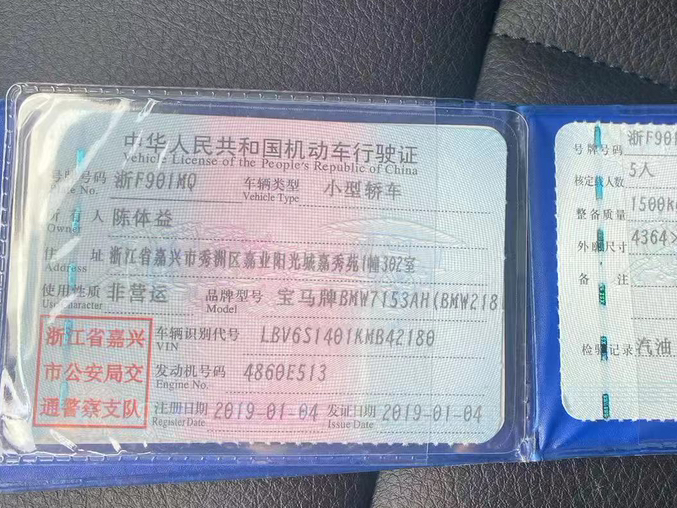 中华人民共和国机动车行驶证
Vehicle License of the People's Republic of China
号牌号码 浙F901MQ 车辆类型 小型轿车
Plate No. Vehicle Type
所有人 陈体益
Owner
住 址 浙江省嘉兴市秀洲区嘉业阳光城嘉秀苑1幢302室
Address
使用性质 非营运 品牌型号 宝马牌BMW7153AH(BMW218
Use Character Model
浙江省嘉兴
市公安局交
通警察支队
车辆识别代号 LBV6S1401KMB42180
VIN
发动机号码 4860E513
Engine No.
注册日期 2019-01-04 发证日期 2019-01-04
Register Date Issue Date
号牌号码 浙F901
核定载人数 5人
整备质量 1500k
外廓尺寸 4364×
备 注
检验记录 汽油